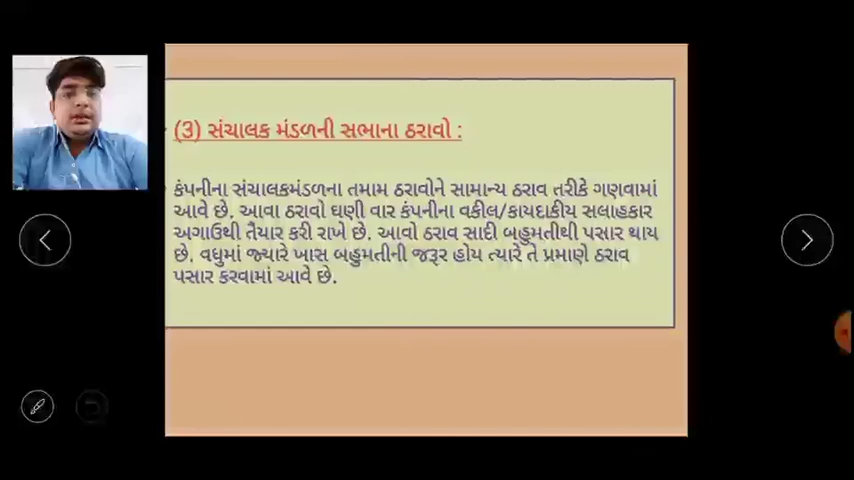 (3) સંચાલક મંડળની સભાના ઠરાવો :
કંપનીના સંચાલકમંડળના તમામ ઠરાવોને સામાન્ય ઠરાવ તરીકે ગણવામાં
આવે છે. આવા ઠરાવો ઘણી વાર કંપનીના વકીલ/કાયદાકીય સલાહકાર
અગાઉથી તૈયાર કરી રાખે છે. આવો ઠરાવ સાદી બહુમતીથી પસાર થાય
છે. વધુમાં જ્યારે ખાસ બહુમતીની જરૂર હોય ત્યારે તે પ્રમાણે ઠરાવ
પસાર કરવામાં આવે છે.